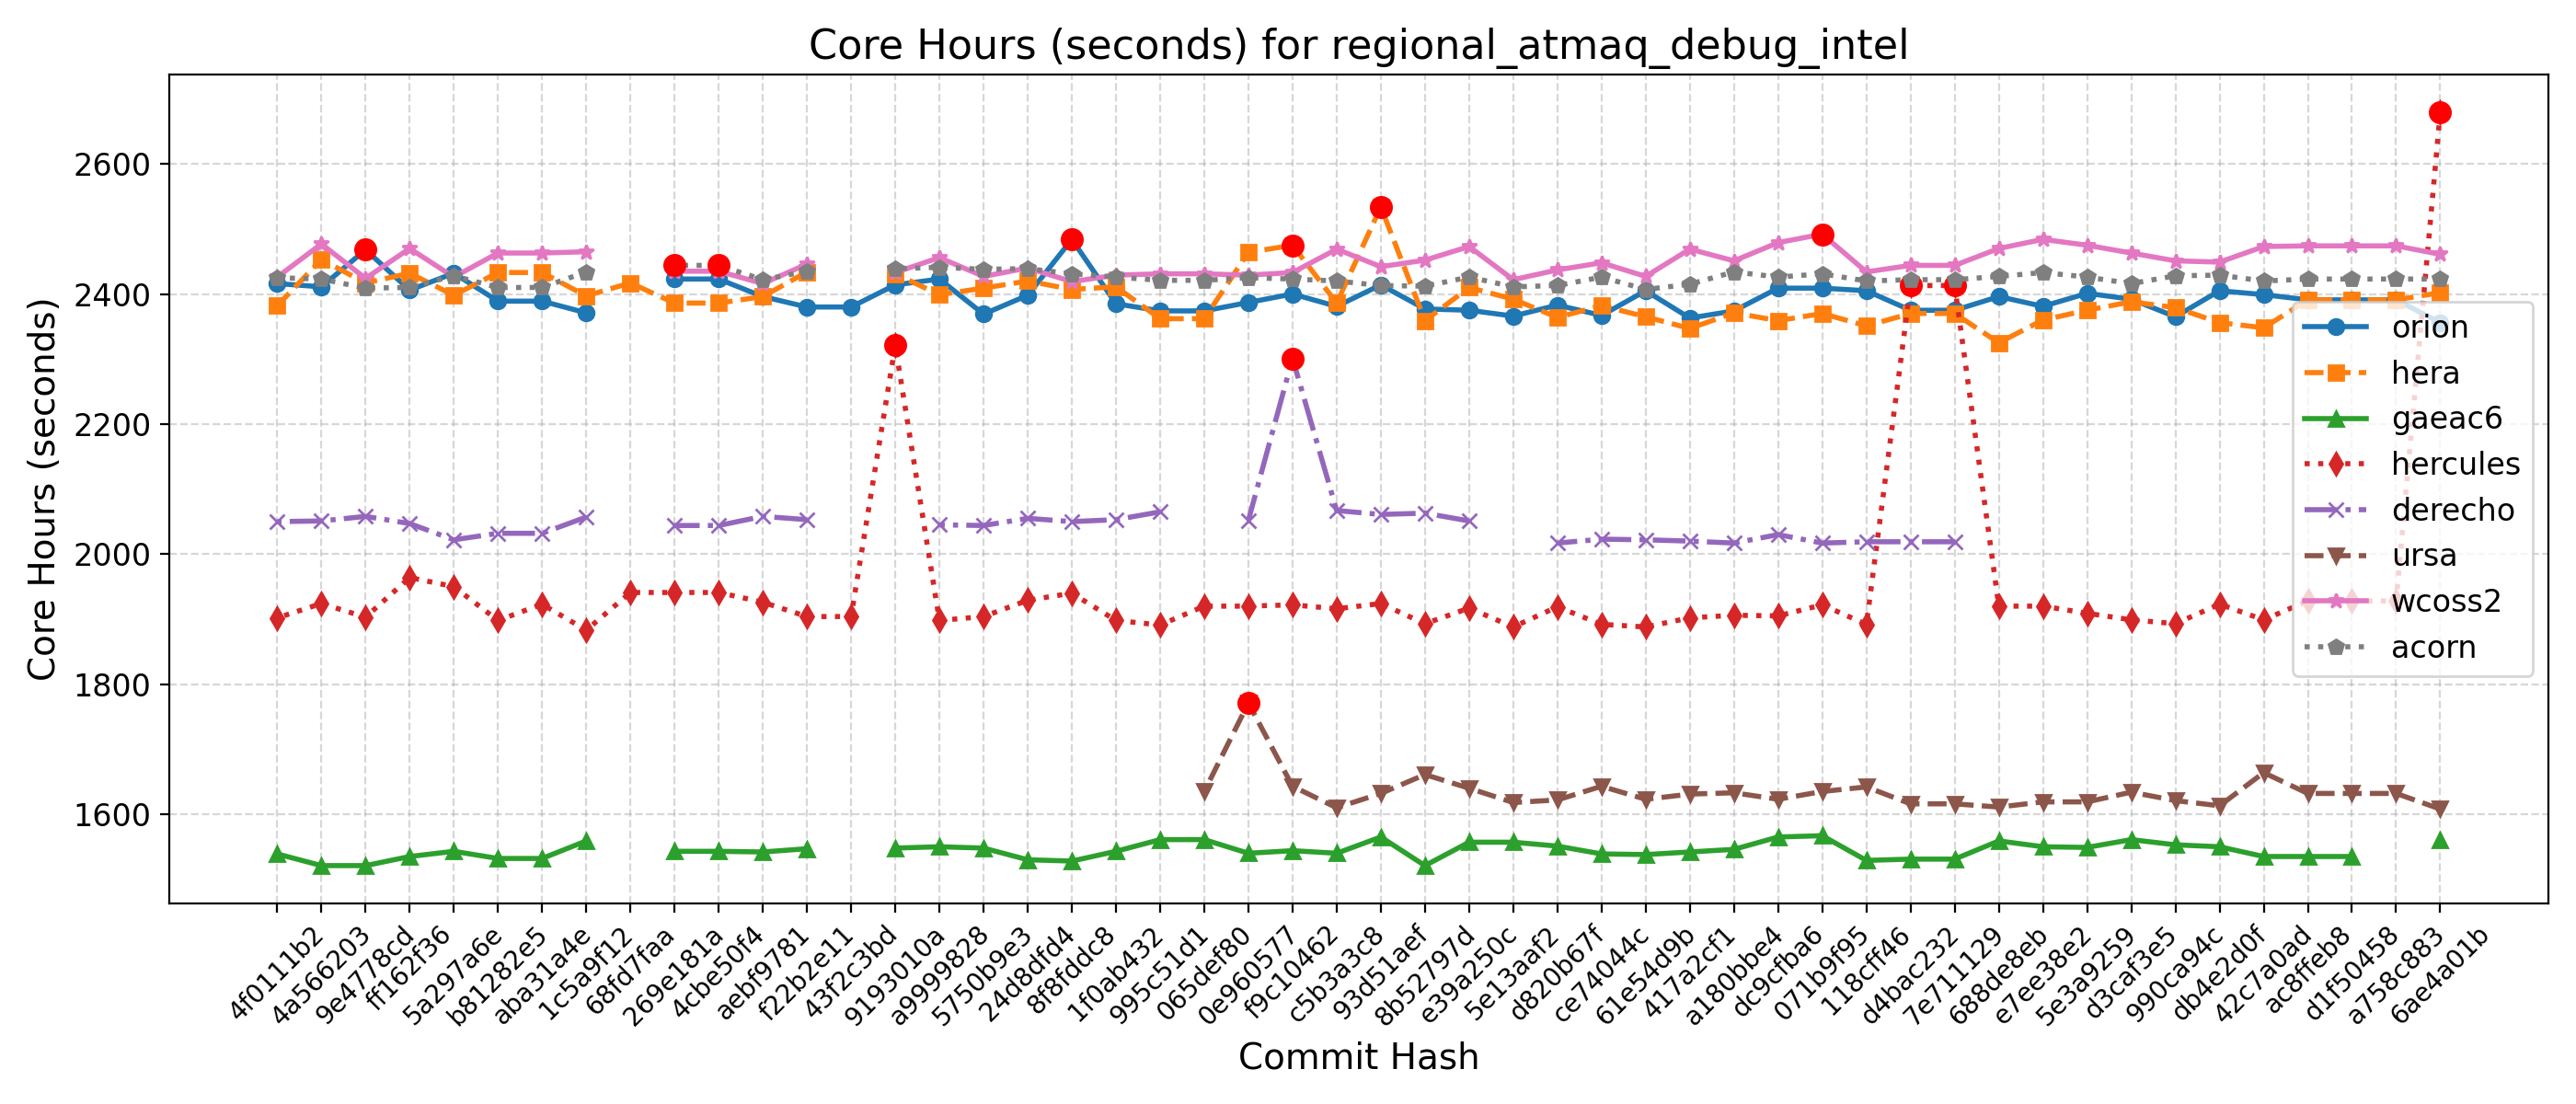 Core Hours (seconds) for regional_atmaq_debug_intel
Core Hours (seconds)
2600
2400
2200
2000
1800
1600
orion
hera
gaeac6
hercules
derecho
ursa
wcoss2
acorn
4f0111b2
4a566203
9e4778cd
ff162f36
5a297a6e
b81282e5
aba31a4e
1c5a9f12
68fd7faa
269e181a
4cbe50f4
aebf9781
f22b2e11
43f2c3bd
9193010a
a9999828
5750b9e3
24d8dfd4
8f8fddc8
1f0ab432
995c51d1
065def80
0e960577
f9c10462
c5b3a3c8
93d51aef
8b52797d
e39a250c
5e13aaf2
d820b67f
ce74044c
61e54d9b
417a2cf1
a180bbe4
dc9cfba6
071b9f95
118cff46
d4bac232
7e711129
688de8eb
e7ee38e2
5e3a9259
d3caf3e5
990ca94c
db4e2d0f
42c7a0ad
ac8ffeb8
d1f50458
a758c883
6ae4a01b
Commit Hash